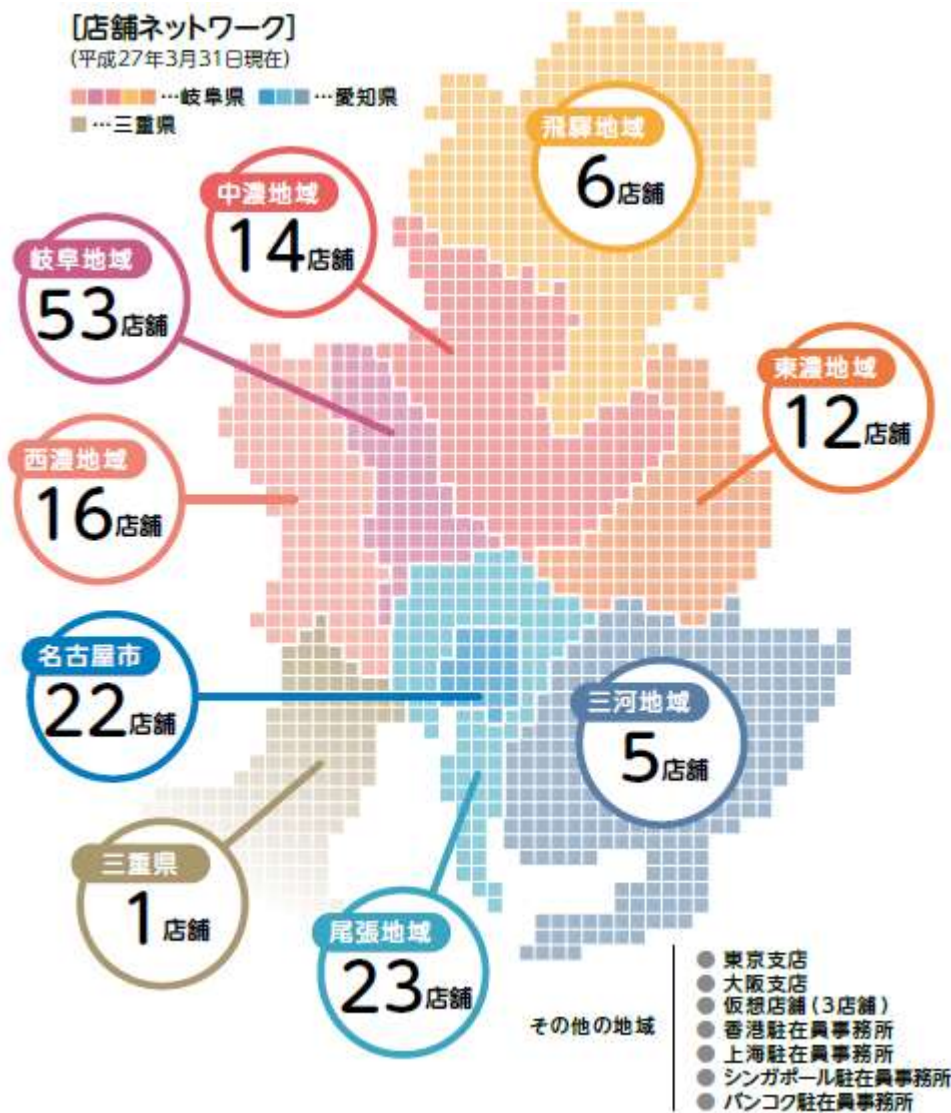 [店舗ネットワーク]
(平成27年3月31日現在)
…岐阜県 …愛知県
…三重県
飛騨地域
6店舗
中濃地域
14店舗
岐阜地域
53店舗
東濃地域
12店舗
西濃地域
16店舗
名古屋市
22店舗
三河地域
5店舗
三重県
1店舗
尾張地域
23店舗
その他の地域
東京支店
大阪支店
仮想店舗(3店舗)
香港駐在員事務所
上海駐在員事務所
シンガポール駐在員事務所
バンコク駐在員事務所